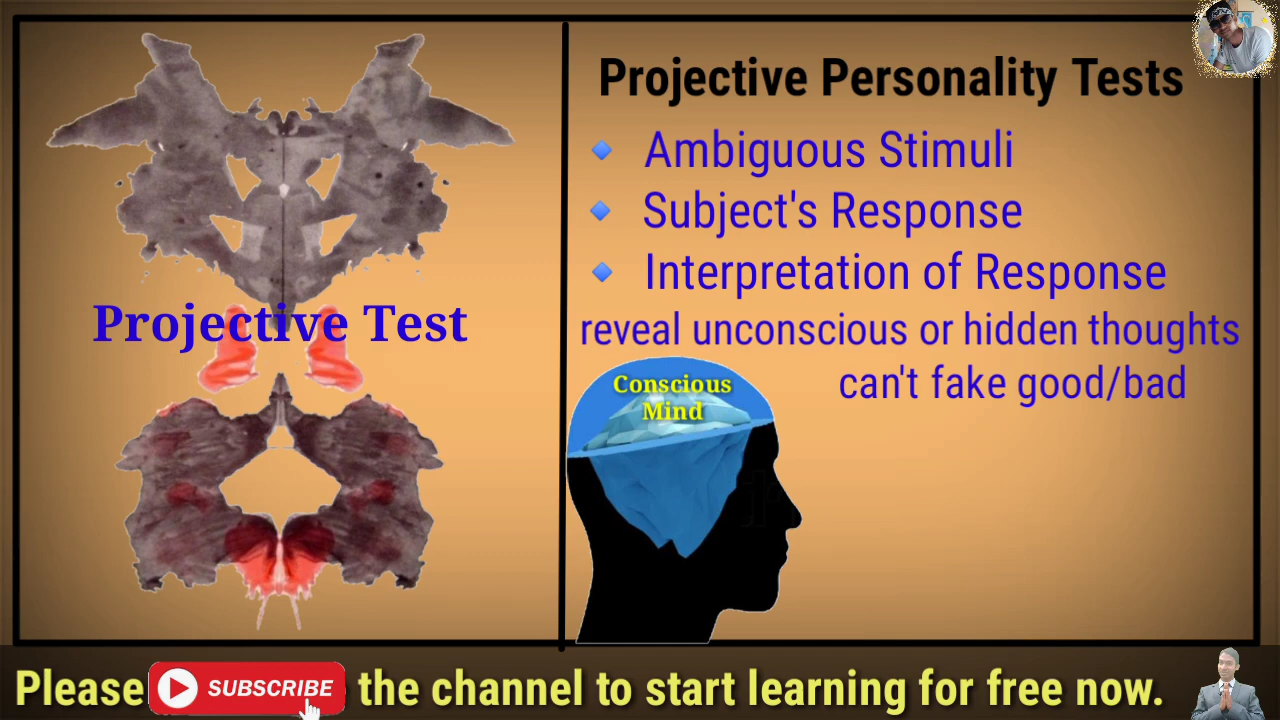 Projective Test
Projective Personality Tests
Ambiguous Stimuli
Subject's Response
Interpretation of Response
reveal unconscious or hidden thoughts
can't fake good/bad
Conscious
Mind
Please SUBSCRIBE the channel to start learning for free now.